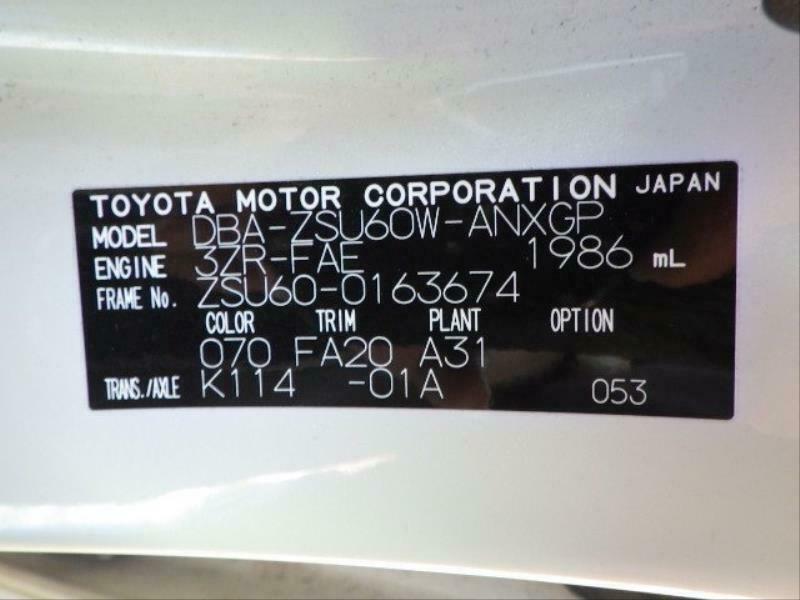 TOYOTA MOTOR CORPORATION JAPAN
MODEL DBA-ZSU60W-ANXGP
ENGINE 3ZR-FAE 1986 mL
FRAME No. ZSU60-0163674
COLOR TRIM PLANT OPTION
070 FA20 A31
TRANS./AXLE K114 -01A 053